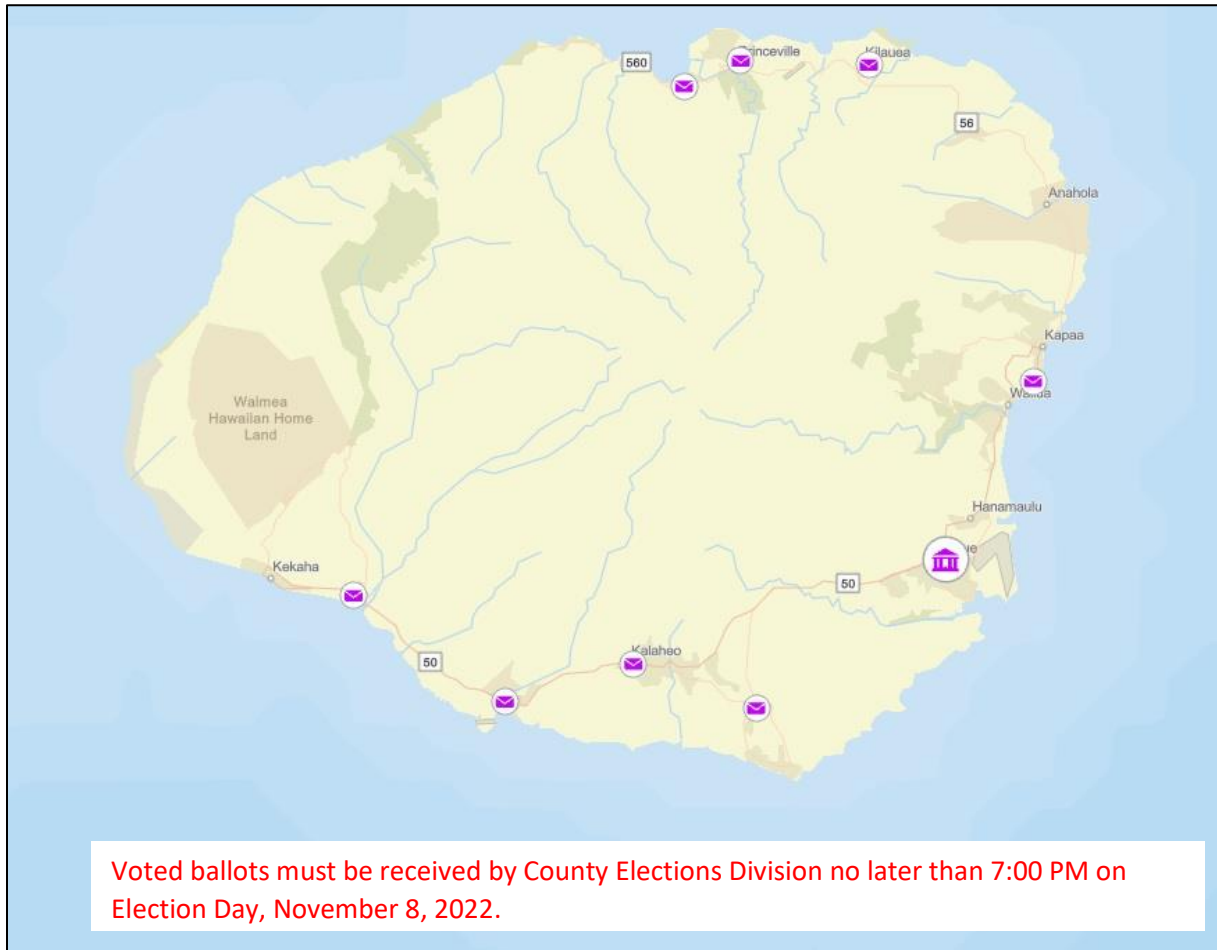 560
Princeville
Kilauea
56
Anahola
Kapaa
Wailua
Waimea
Hawaiian Home
Land
Hanamaulu
Kekaha
50
Kalaheo
50
Voted ballots must be received by County Elections Division no later than 7:00 PM on
Election Day, November 8, 2022.